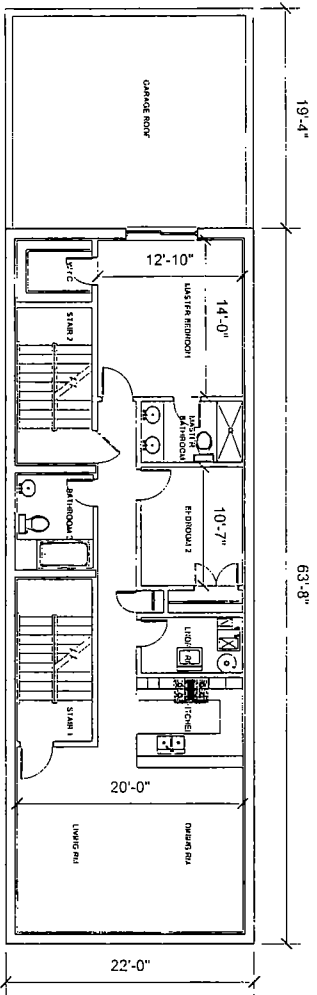 19'-4"
63'-8"
GARAGE ROOF
12'-10"
MASTER BEDROOM
14'-0"
STAIR 2
MASTER
BATHROOM
BATHROOM 2
BEDROOM 2
10'-7"
STAIR 1
20'-0"
LIVING RM
DINING RM
22'-0"